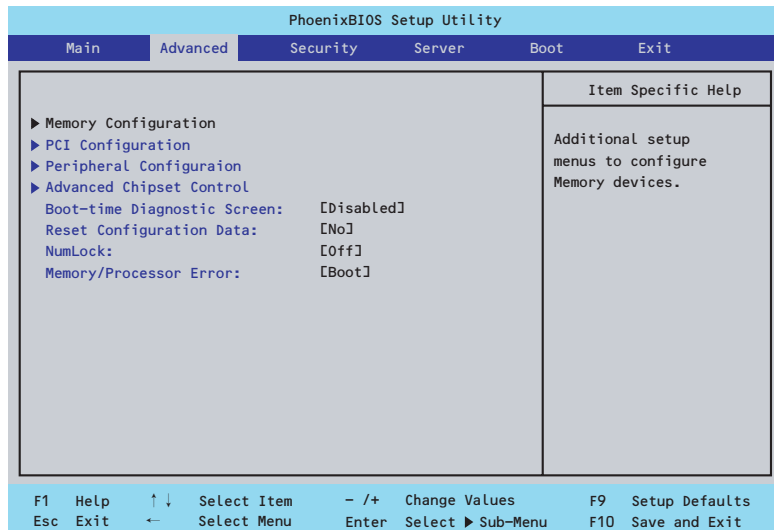 PhoenixBIOS Setup Utility
Main Advanced Security Server Boot Exit
Item Specific Help
▶ Memory Configuration
▶ PCI Configuration
▶ Peripheral Configuraion
▶ Advanced Chipset Control
Boot-time Diagnostic Screen: [Disabled]
Reset Configuration Data: [No]
NumLock: [Off]
Memory/Processor Error: [Boot]
Additional setup
menus to configure
Memory devices.
F1 Help ↑↓ Select Item - /+ Change Values F9 Setup Defaults
Esc Exit ← Select Menu Enter Select ▶ Sub-Menu F10 Save and Exit